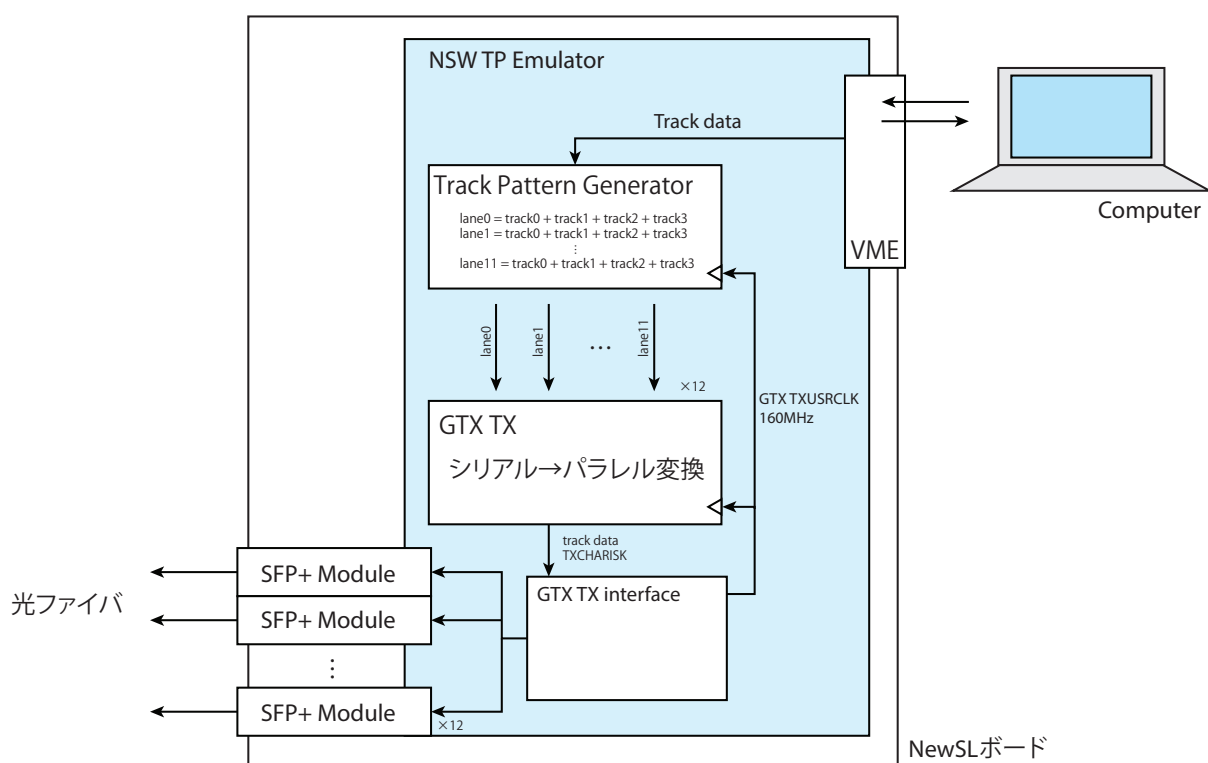 NSW TP Emulator
Track data
Track Pattern Generator
lane0 = track0 + track1 + track2 + track3
lane1 = track0 + track1 + track2 + track3
⋮
lane11 = track0 + track1 + track2 + track3
VME
Computer
lane0
lane1
…
lane11
×12
GTX TXUSRCLK
160MHz
GTX TX
シリアル→パラレル変換
track data
TXCHARISK
GTX TX interface
SFP+ Module
SFP+ Module
⋮
SFP+ Module
×12
光ファイバ
NewSLボード